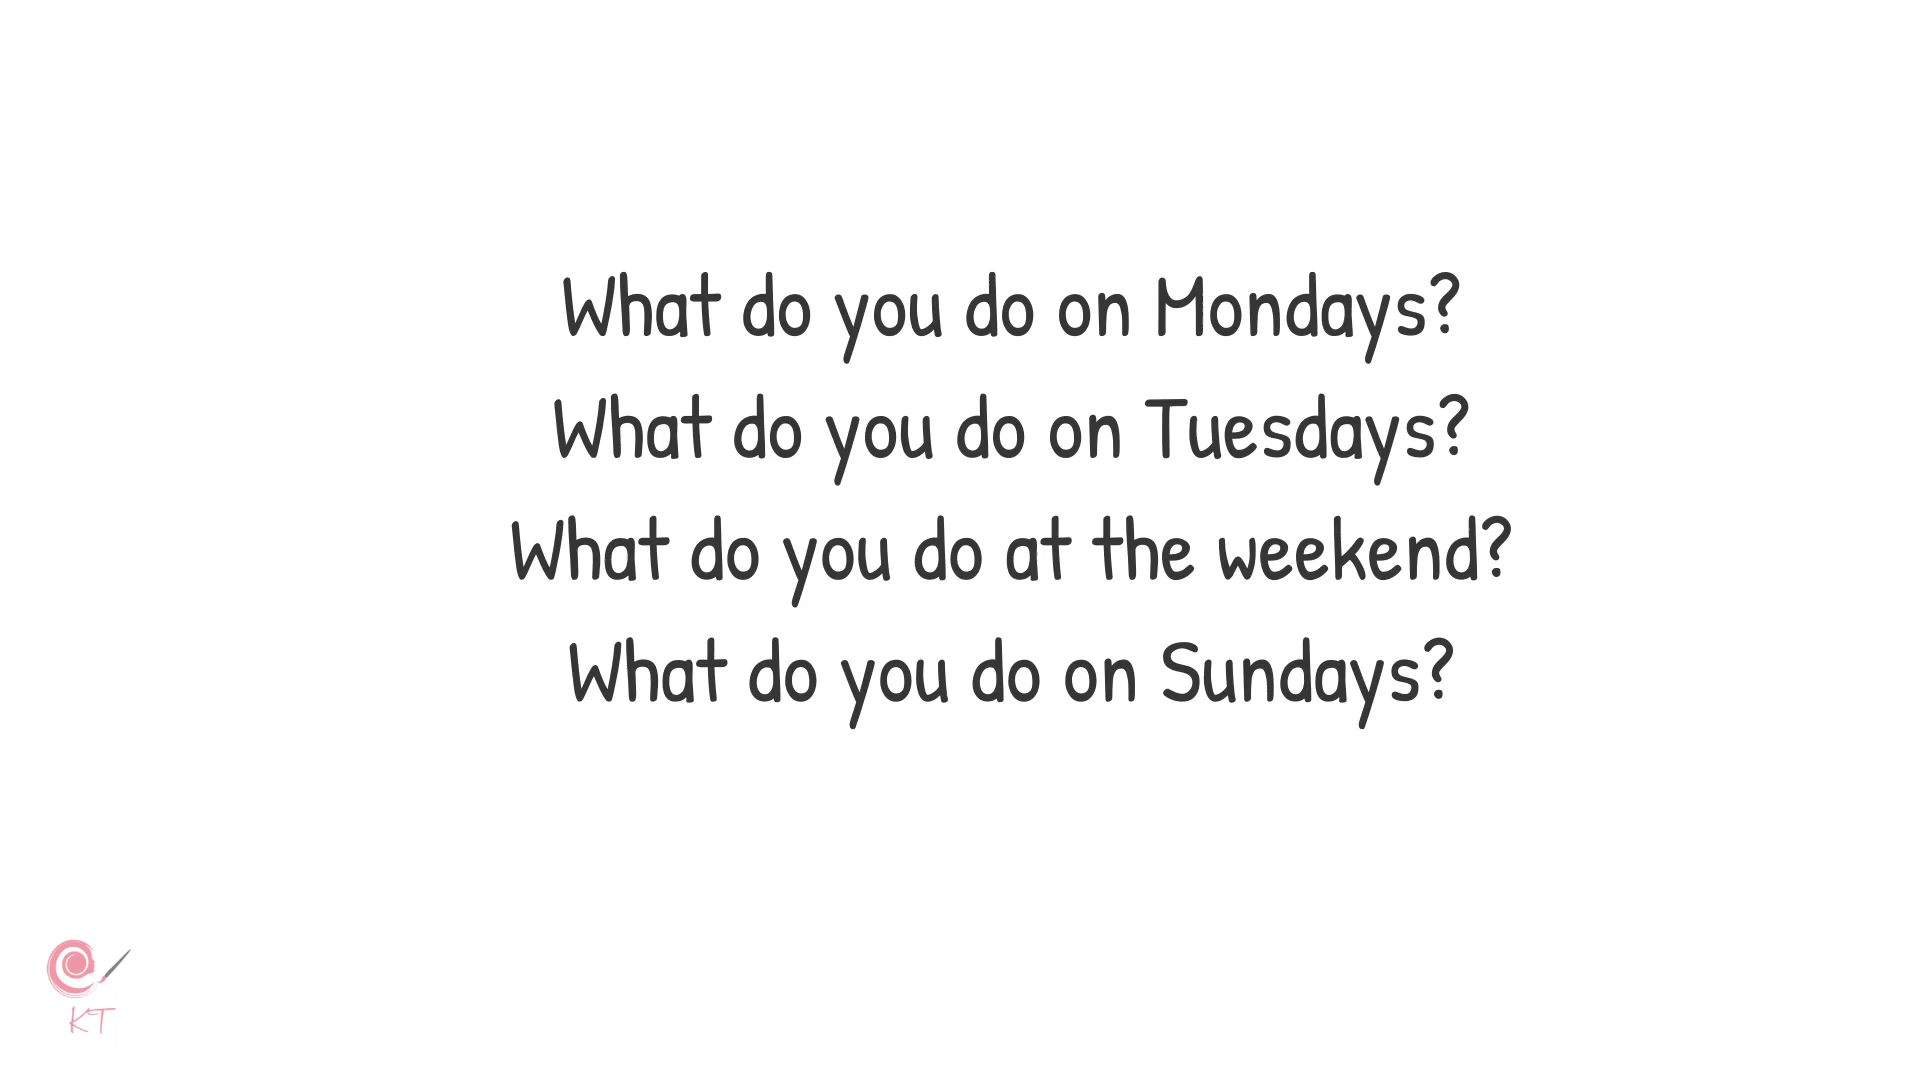 What do you do on Mondays?
What do you do on Tuesdays?
What do you do at the weekend?
What do you do on Sundays?
KT